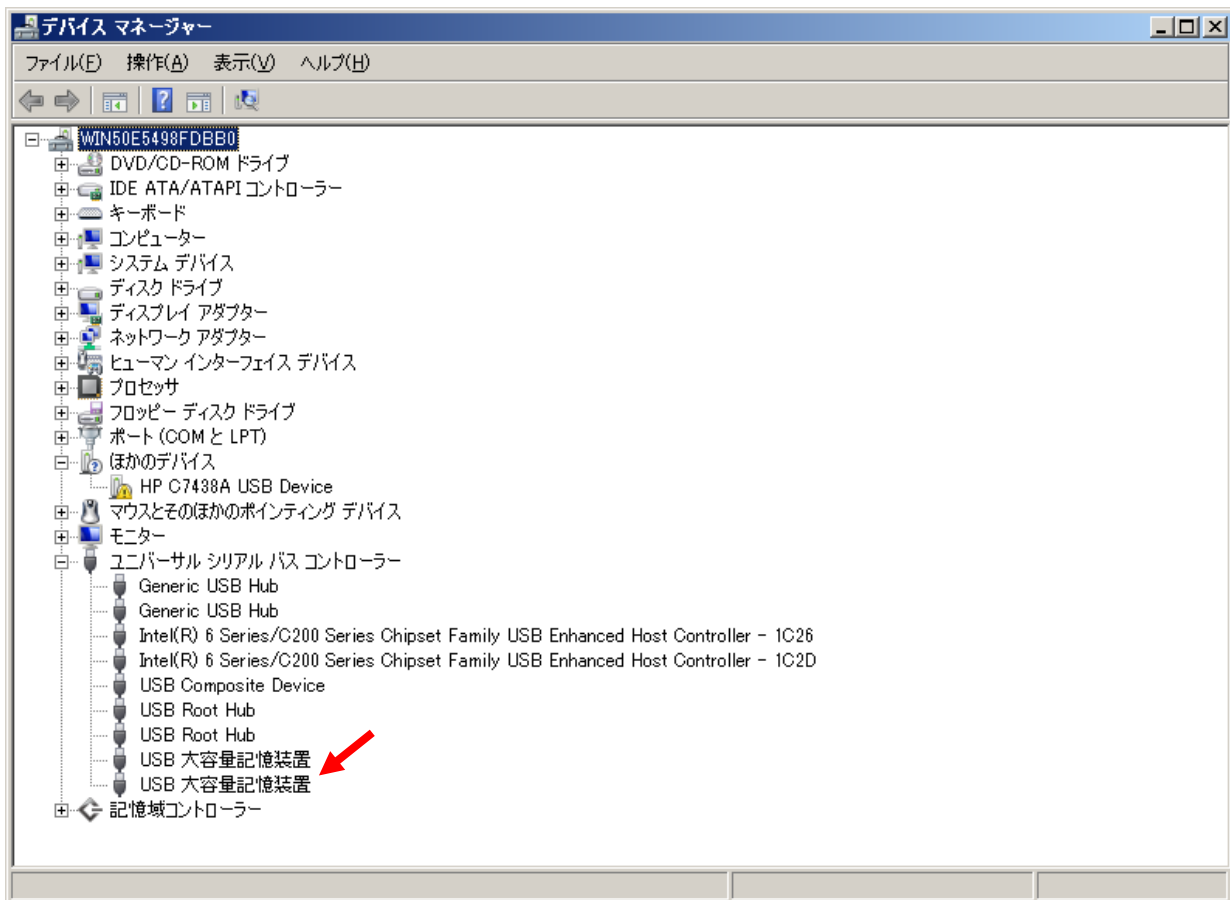 デバイス マネージャー
ファイル(F) 操作(A) 表示(V) ヘルプ(H)
WIN50E5498FDBB0
DVD/CD-ROM ドライブ
IDE ATA/ATAPI コントローラー
キーボード
コンピューター
システム デバイス
ディスク ドライブ
ディスプレイ アダプター
ネットワーク アダプター
ヒューマン インターフェイス デバイス
プロセッサ
フロッピー ディスク ドライブ
ポート (COM と LPT)
ほかのデバイス
HP C7438A USB Device
マウスとそのほかのポインティング デバイス
モニター
ユニバーサル シリアル バス コントローラー
Generic USB Hub
Generic USB Hub
Intel(R) 6 Series/C200 Series Chipset Family USB Enhanced Host Controller - 1C26
Intel(R) 6 Series/C200 Series Chipset Family USB Enhanced Host Controller - 1C2D
USB Composite Device
USB Root Hub
USB Root Hub
USB 大容量記憶装置
USB 大容量記憶装置
記憶域コントローラー